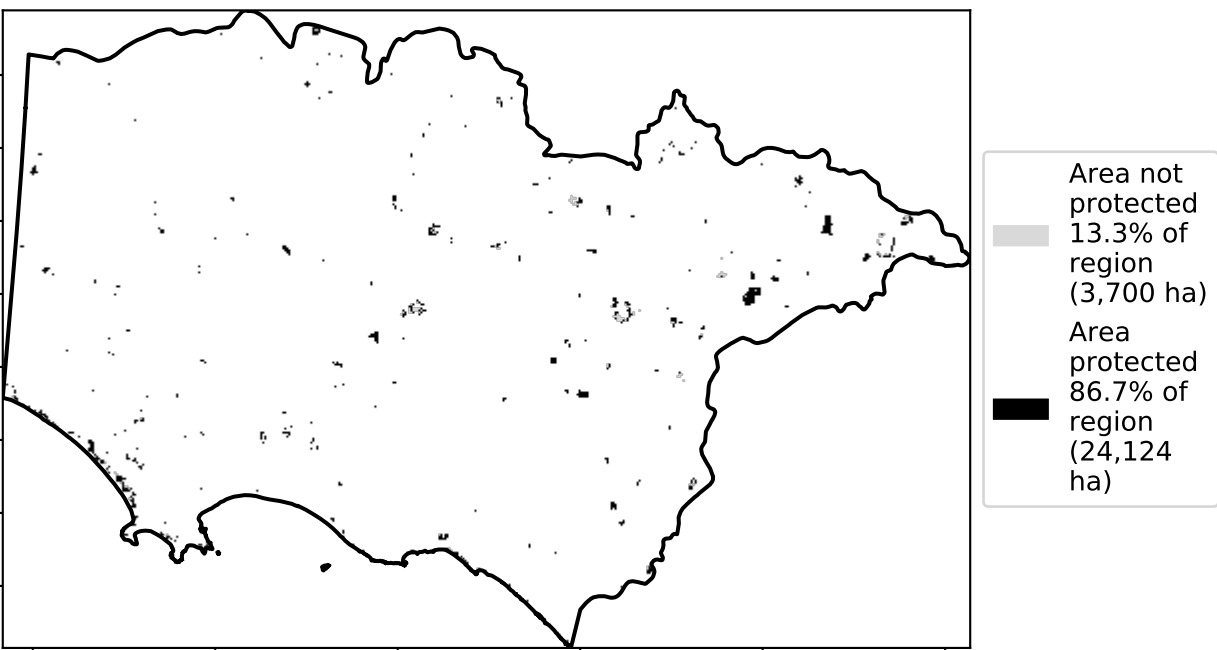 Area not
protected
13.3% of
region
(3,700 ha)
Area
protected
86.7% of
region
(24,124
ha)